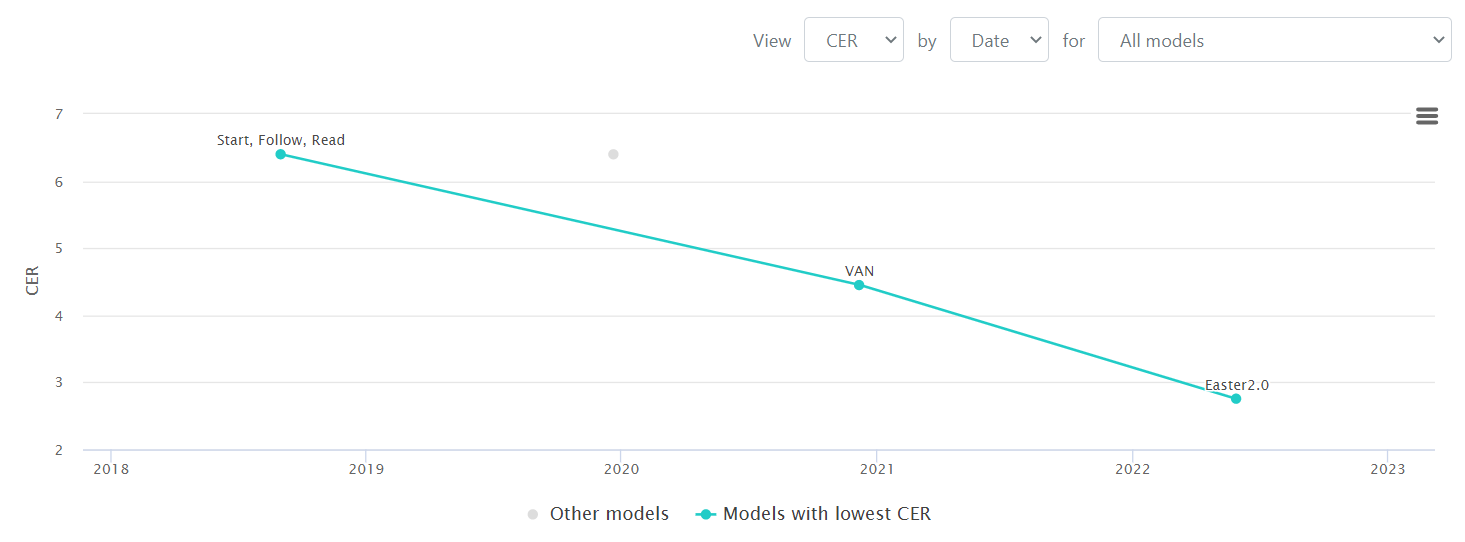 View CER by Date for All models
7
Start, Follow, Read
6
5
VAN
CER
4
3
Easter2.0
2
2018 2019 2020 2021 2022 2023
Other models Models with lowest CER